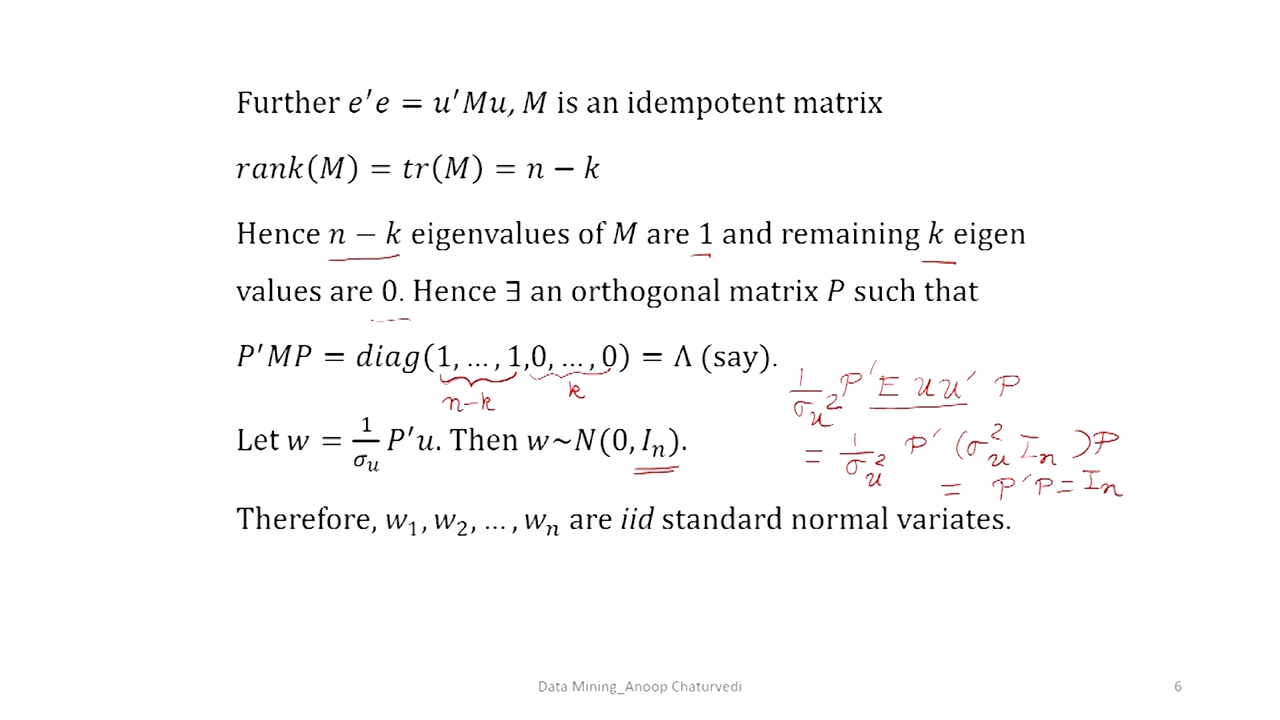 Further e′e = u′Mu, M is an idempotent matrix
rank(M) = tr(M) = n − k
Hence n − k eigenvalues of M are 1 and remaining k eigen
values are 0. Hence ∃ an orthogonal matrix P such that
P′MP = diag(1, … , 1,0, … , 0) = Λ (say).
n−k k
1/σᵤ² P′ E u u′ P
Let w = 1/σᵤ P′u. Then w~N(0, Iₙ).
= 1/σᵤ² P′ (σᵤ² Iₙ) P
= P′P = Iₙ
Therefore, w₁, w₂, … , wₙ are iid standard normal variates.
Data Mining_Anoop Chaturvedi
6